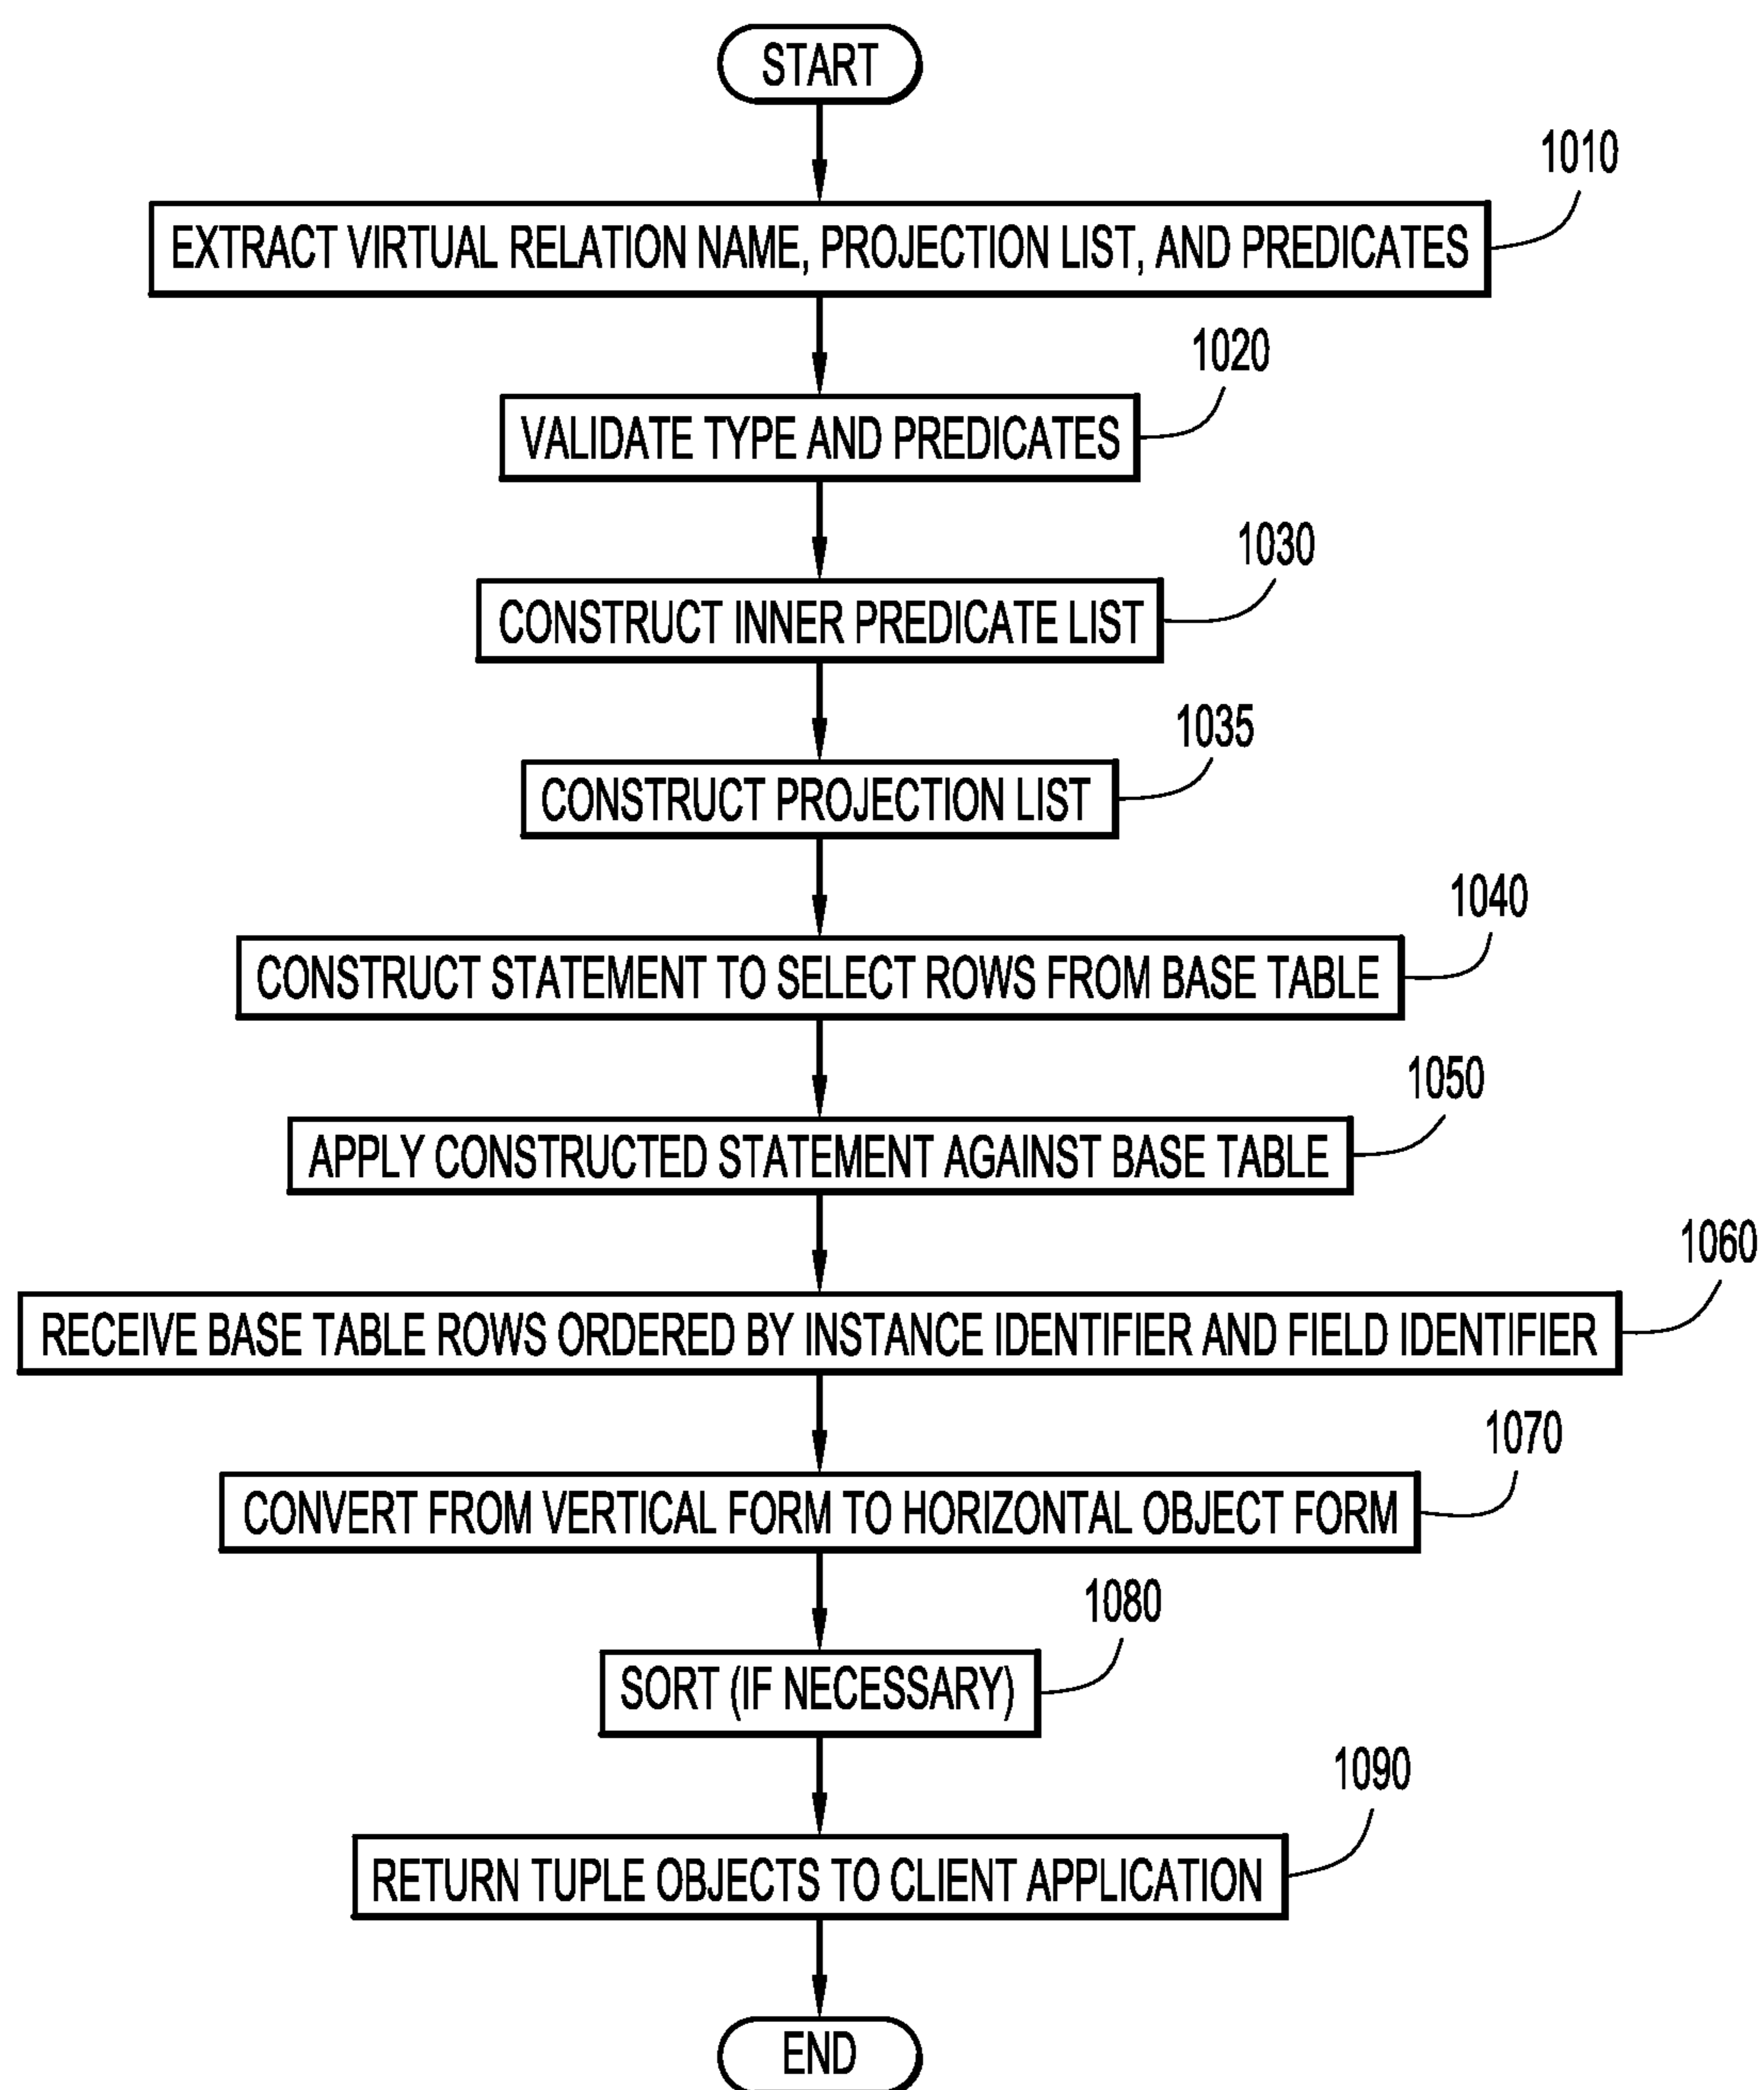 START
1010
EXTRACT VIRTUAL RELATION NAME, PROJECTION LIST, AND PREDICATES
1020
VALIDATE TYPE AND PREDICATES
1030
CONSTRUCT INNER PREDICATE LIST
1035
CONSTRUCT PROJECTION LIST
1040
CONSTRUCT STATEMENT TO SELECT ROWS FROM BASE TABLE
1050
APPLY CONSTRUCTED STATEMENT AGAINST BASE TABLE
1060
RECEIVE BASE TABLE ROWS ORDERED BY INSTANCE IDENTIFIER AND FIELD IDENTIFIER
1070
CONVERT FROM VERTICAL FORM TO HORIZONTAL OBJECT FORM
1080
SORT (IF NECESSARY)
1090
RETURN TUPLE OBJECTS TO CLIENT APPLICATION
END